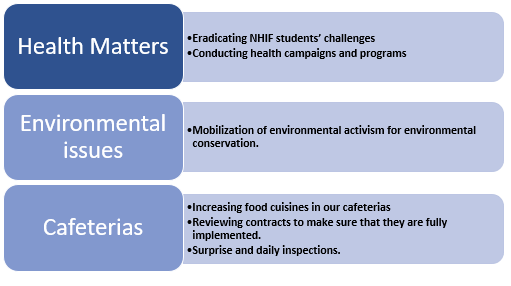 Health Matters
•Eradicating NHIF students’ challenges
•Conducting health campaigns and programs
Environmental
issues
•Mobilization of environmental activism for environmental
conservation.
Cafeterias
•Increasing food cuisines in our cafeterias
•Reviewing contracts to make sure that they are fully
implemented.
•Surprise and daily inspections.